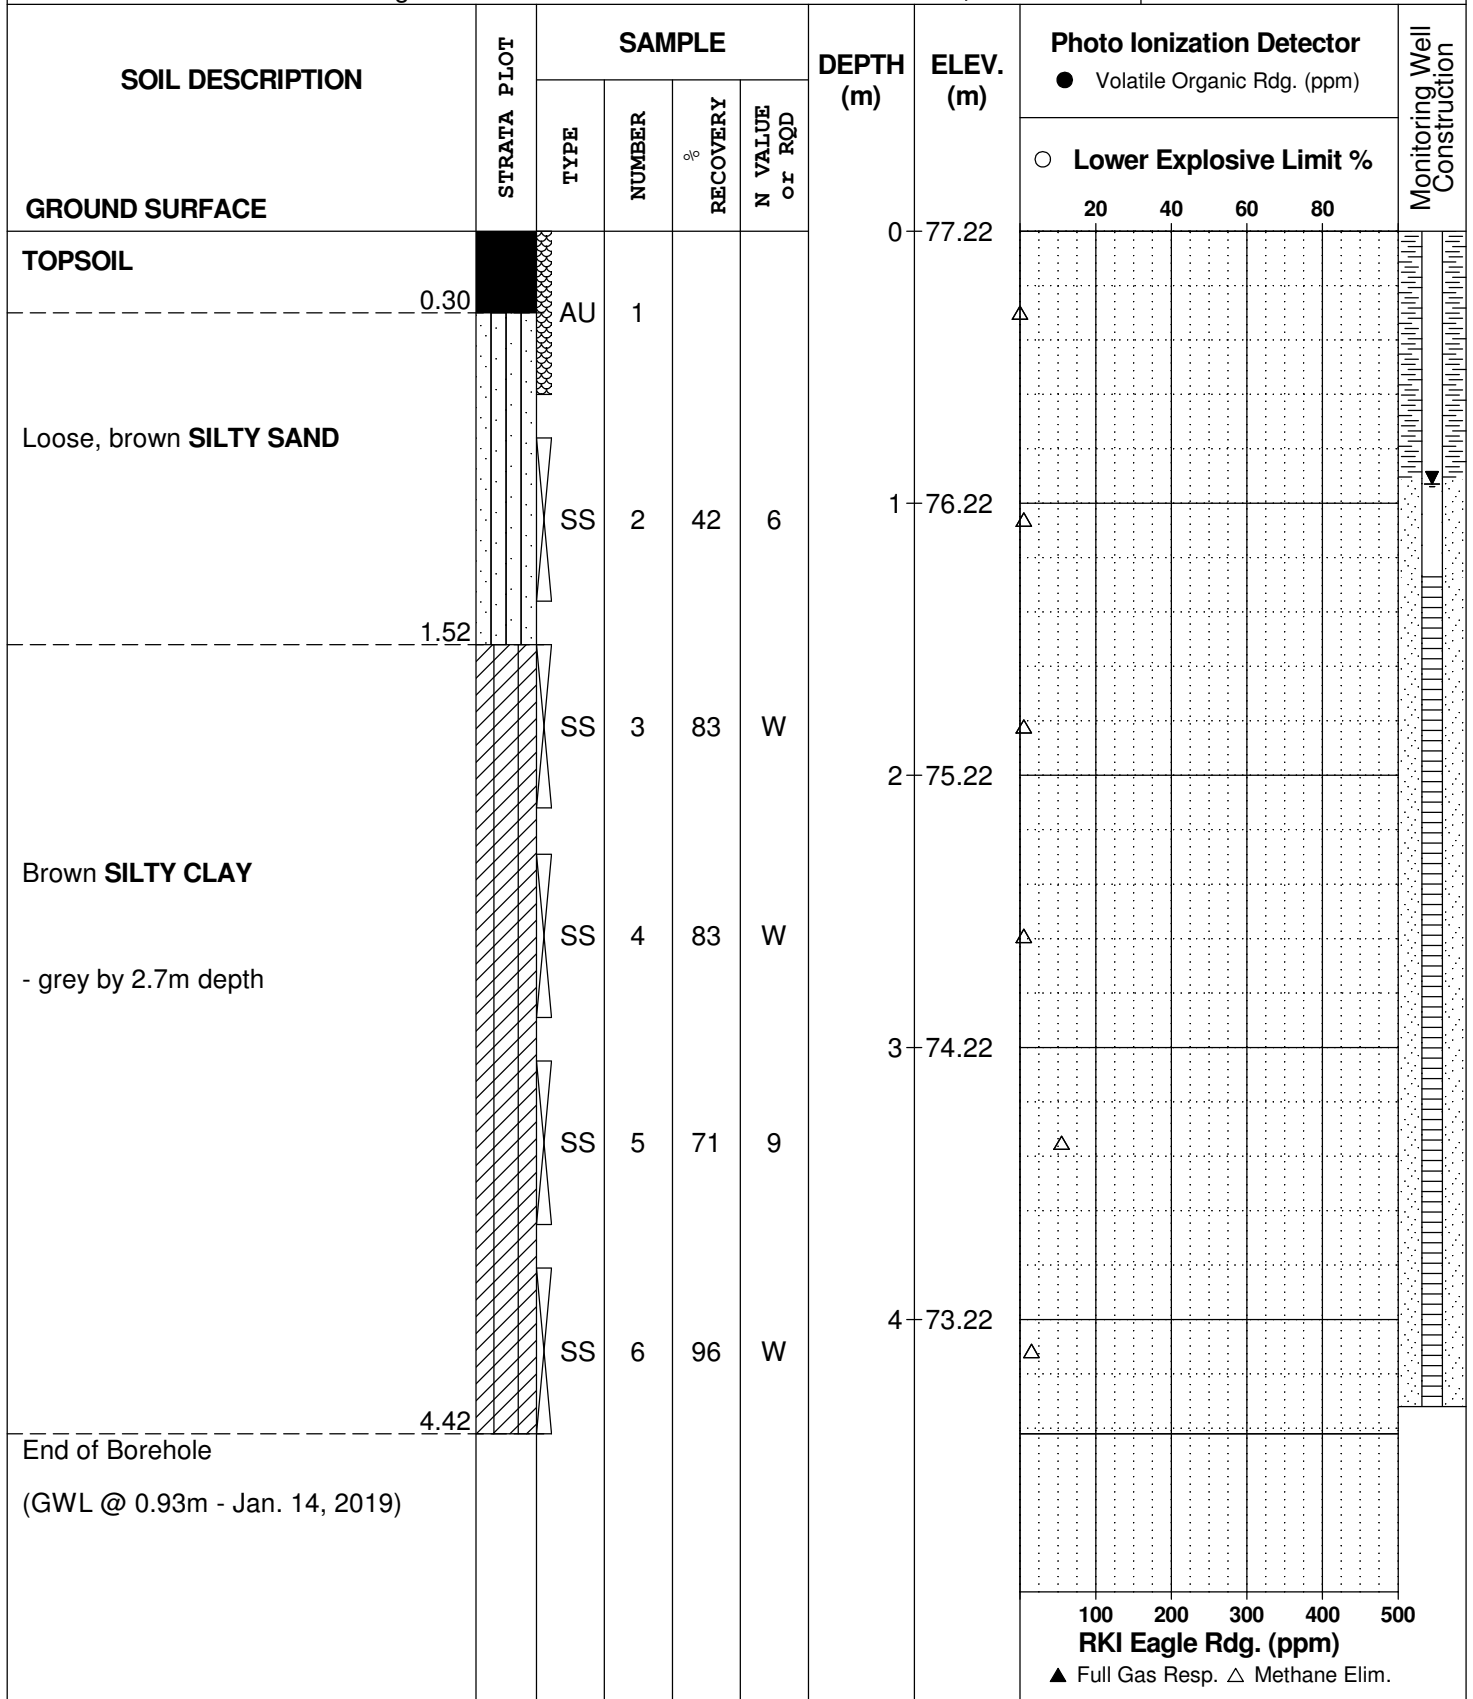 SOIL DESCRIPTION
GROUND SURFACE
STRATA PLOT
SAMPLE
TYPE
NUMBER
%
RECOVERY
N VALUE
or RQD
DEPTH
(m)
ELEV.
(m)
Photo Ionization Detector
● Volatile Organic Rdg. (ppm)
○ Lower Explosive Limit %
20 40 60 80
Monitoring Well
Construction
0 77.22
TOPSOIL
0.30
AU 1
Loose, brown SILTY SAND
1 76.22
SS 2 42 6
1.52
SS 3 83 W
2 75.22
Brown SILTY CLAY
SS 4 83 W
- grey by 2.7m depth
3 74.22
SS 5 71 9
4 73.22
SS 6 96 W
4.42
End of Borehole
(GWL @ 0.93m - Jan. 14, 2019)
100 200 300 400 500
RKI Eagle Rdg. (ppm)
▲ Full Gas Resp. △ Methane Elim.